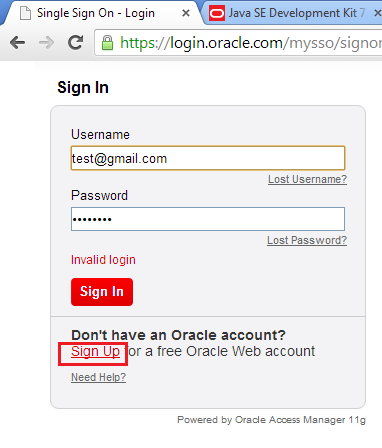 Single Sign On - Login
Java SE Development Kit 7
https://login.oracle.com/mysso/signon
Sign In
Username
test@gmail.com
Lost Username?
Password
••••••••
Lost Password?
Invalid login
Sign In
Don't have an Oracle account?
Sign Up for a free Oracle Web account
Need Help?
Powered by Oracle Access Manager 11g